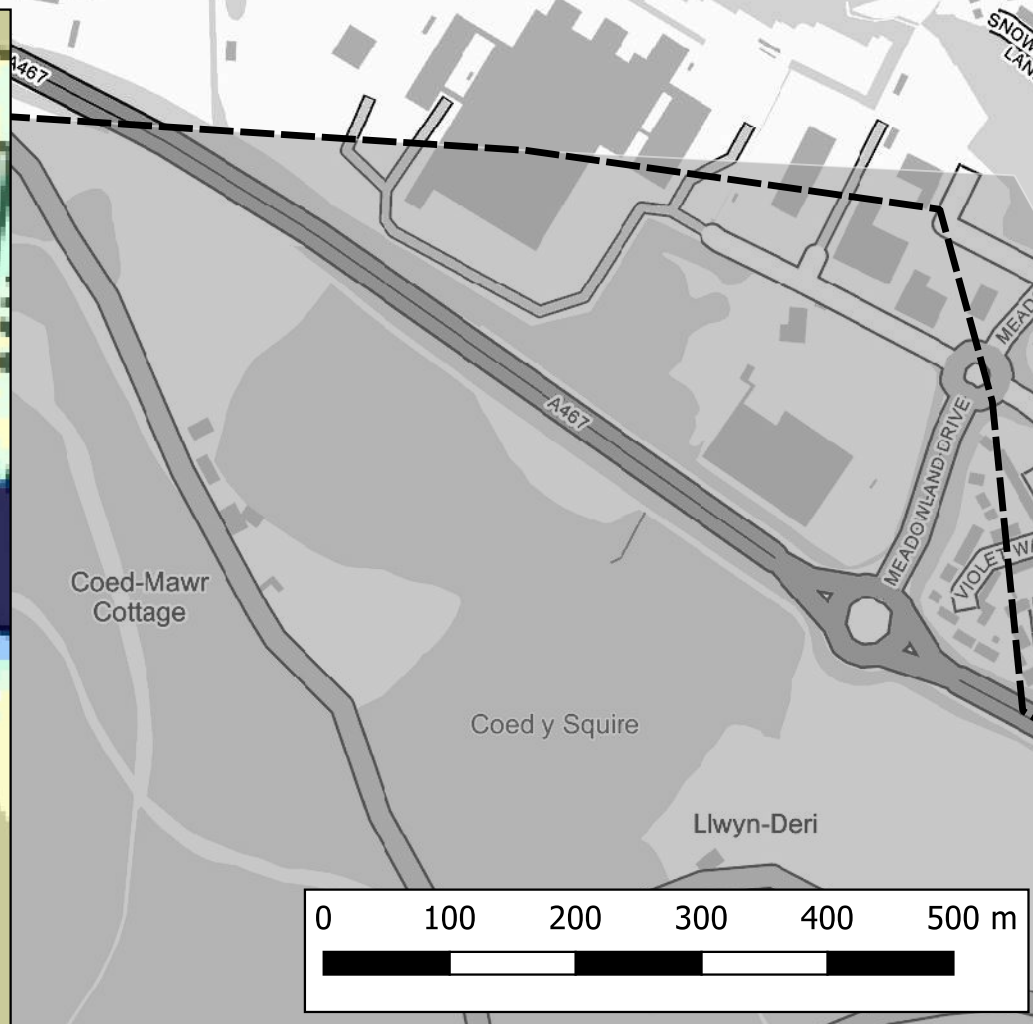 SNOW
LAN
A467
MEAD
A467
MEADOWLAND DRIVE
VIOLET WA
Coed-Mawr
Cottage
Coed y Squire
Llwyn-Deri
0 100 200 300 400 500 m